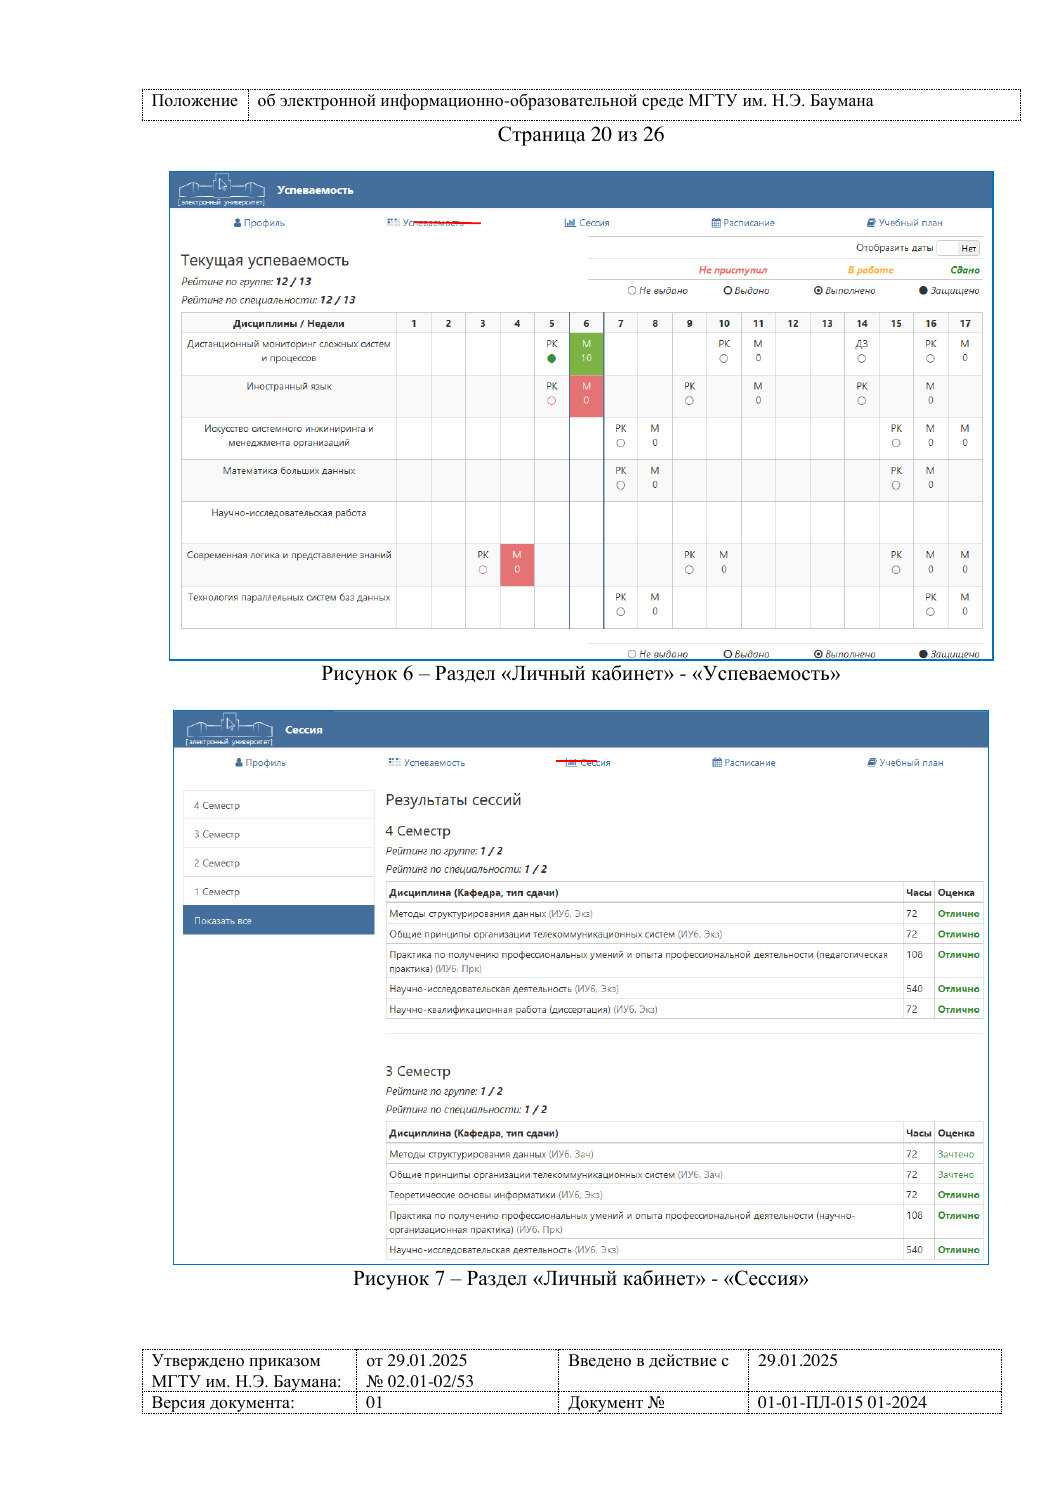 Положение об электронной информационно-образовательной среде МГТУ им. Н.Э. Баумана
Страница 20 из 26
[электронный университет] Успеваемость
Профиль Успеваемость Сессия Расписание Учебный план
Отобразить даты Нет
Текущая успеваемость
Не приступил В работе Сдано
Рейтинг по группе: 12 / 13
Не выдано Выдано Выполнено Защищено
Рейтинг по специальности: 12 / 13
Дисциплины / Недели 1 2 3 4 5 6 7 8 9 10 11 12 13 14 15 16 17
Дистанционный мониторинг сложных систем РК М РК М ДЗ РК М
и процессов 10 0 0
Иностранный язык РК М РК М РК М
0 0 0
Искусство системного инжиниринга и РК М РК М М
менеджмента организаций 0 0 0
Математика больших данных РК М РК М
0 0
Научно-исследовательская работа
Современная логика и представление знаний РК М РК М РК М М
0 0 0 0
Технология параллельных систем баз данных РК М РК М
0 0
Не выдано Выдано Выполнено Защищено
Рисунок 6 – Раздел «Личный кабинет» - «Успеваемость»
[электронный университет] Сессия
Профиль Успеваемость Сессия Расписание Учебный план
4 Семестр
3 Семестр
2 Семестр
1 Семестр
Показать все
Результаты сессий
4 Семестр
Рейтинг по группе: 1 / 2
Рейтинг по специальности: 1 / 2
Дисциплина (Кафедра, тип сдачи) Часы Оценка
Методы структурирования данных (ИУ6, Экз) 72 Отлично
Общие принципы организации телекоммуникационных систем (ИУ6, Экз) 72 Отлично
Практика по получению профессиональных умений и опыта профессиональной деятельности (педагогическая 108 Отлично
практика) (ИУ6, Прк)
Научно-исследовательская деятельность (ИУ6, Экз) 540 Отлично
Научно-квалификационная работа (диссертация) (ИУ6, Экз) 72 Отлично
3 Семестр
Рейтинг по группе: 1 / 2
Рейтинг по специальности: 1 / 2
Дисциплина (Кафедра, тип сдачи) Часы Оценка
Методы структурирования данных (ИУ6, Зач) 72 Зачтено
Общие принципы организации телекоммуникационных систем (ИУ6, Зач) 72 Зачтено
Теоретические основы информатики (ИУ6, Экз) 72 Отлично
Практика по получению профессиональных умений и опыта профессиональной деятельности (научно- 108 Отлично
организационная практика) (ИУ6, Прк)
Научно-исследовательская деятельность (ИУ6, Экз) 540 Отлично
Рисунок 7 – Раздел «Личный кабинет» - «Сессия»
Утверждено приказом от 29.01.2025 Введено в действие с 29.01.2025
МГТУ им. Н.Э. Баумана: № 02.01-02/53
Версия документа: 01 Документ № 01-01-ПЛ-015 01-2024